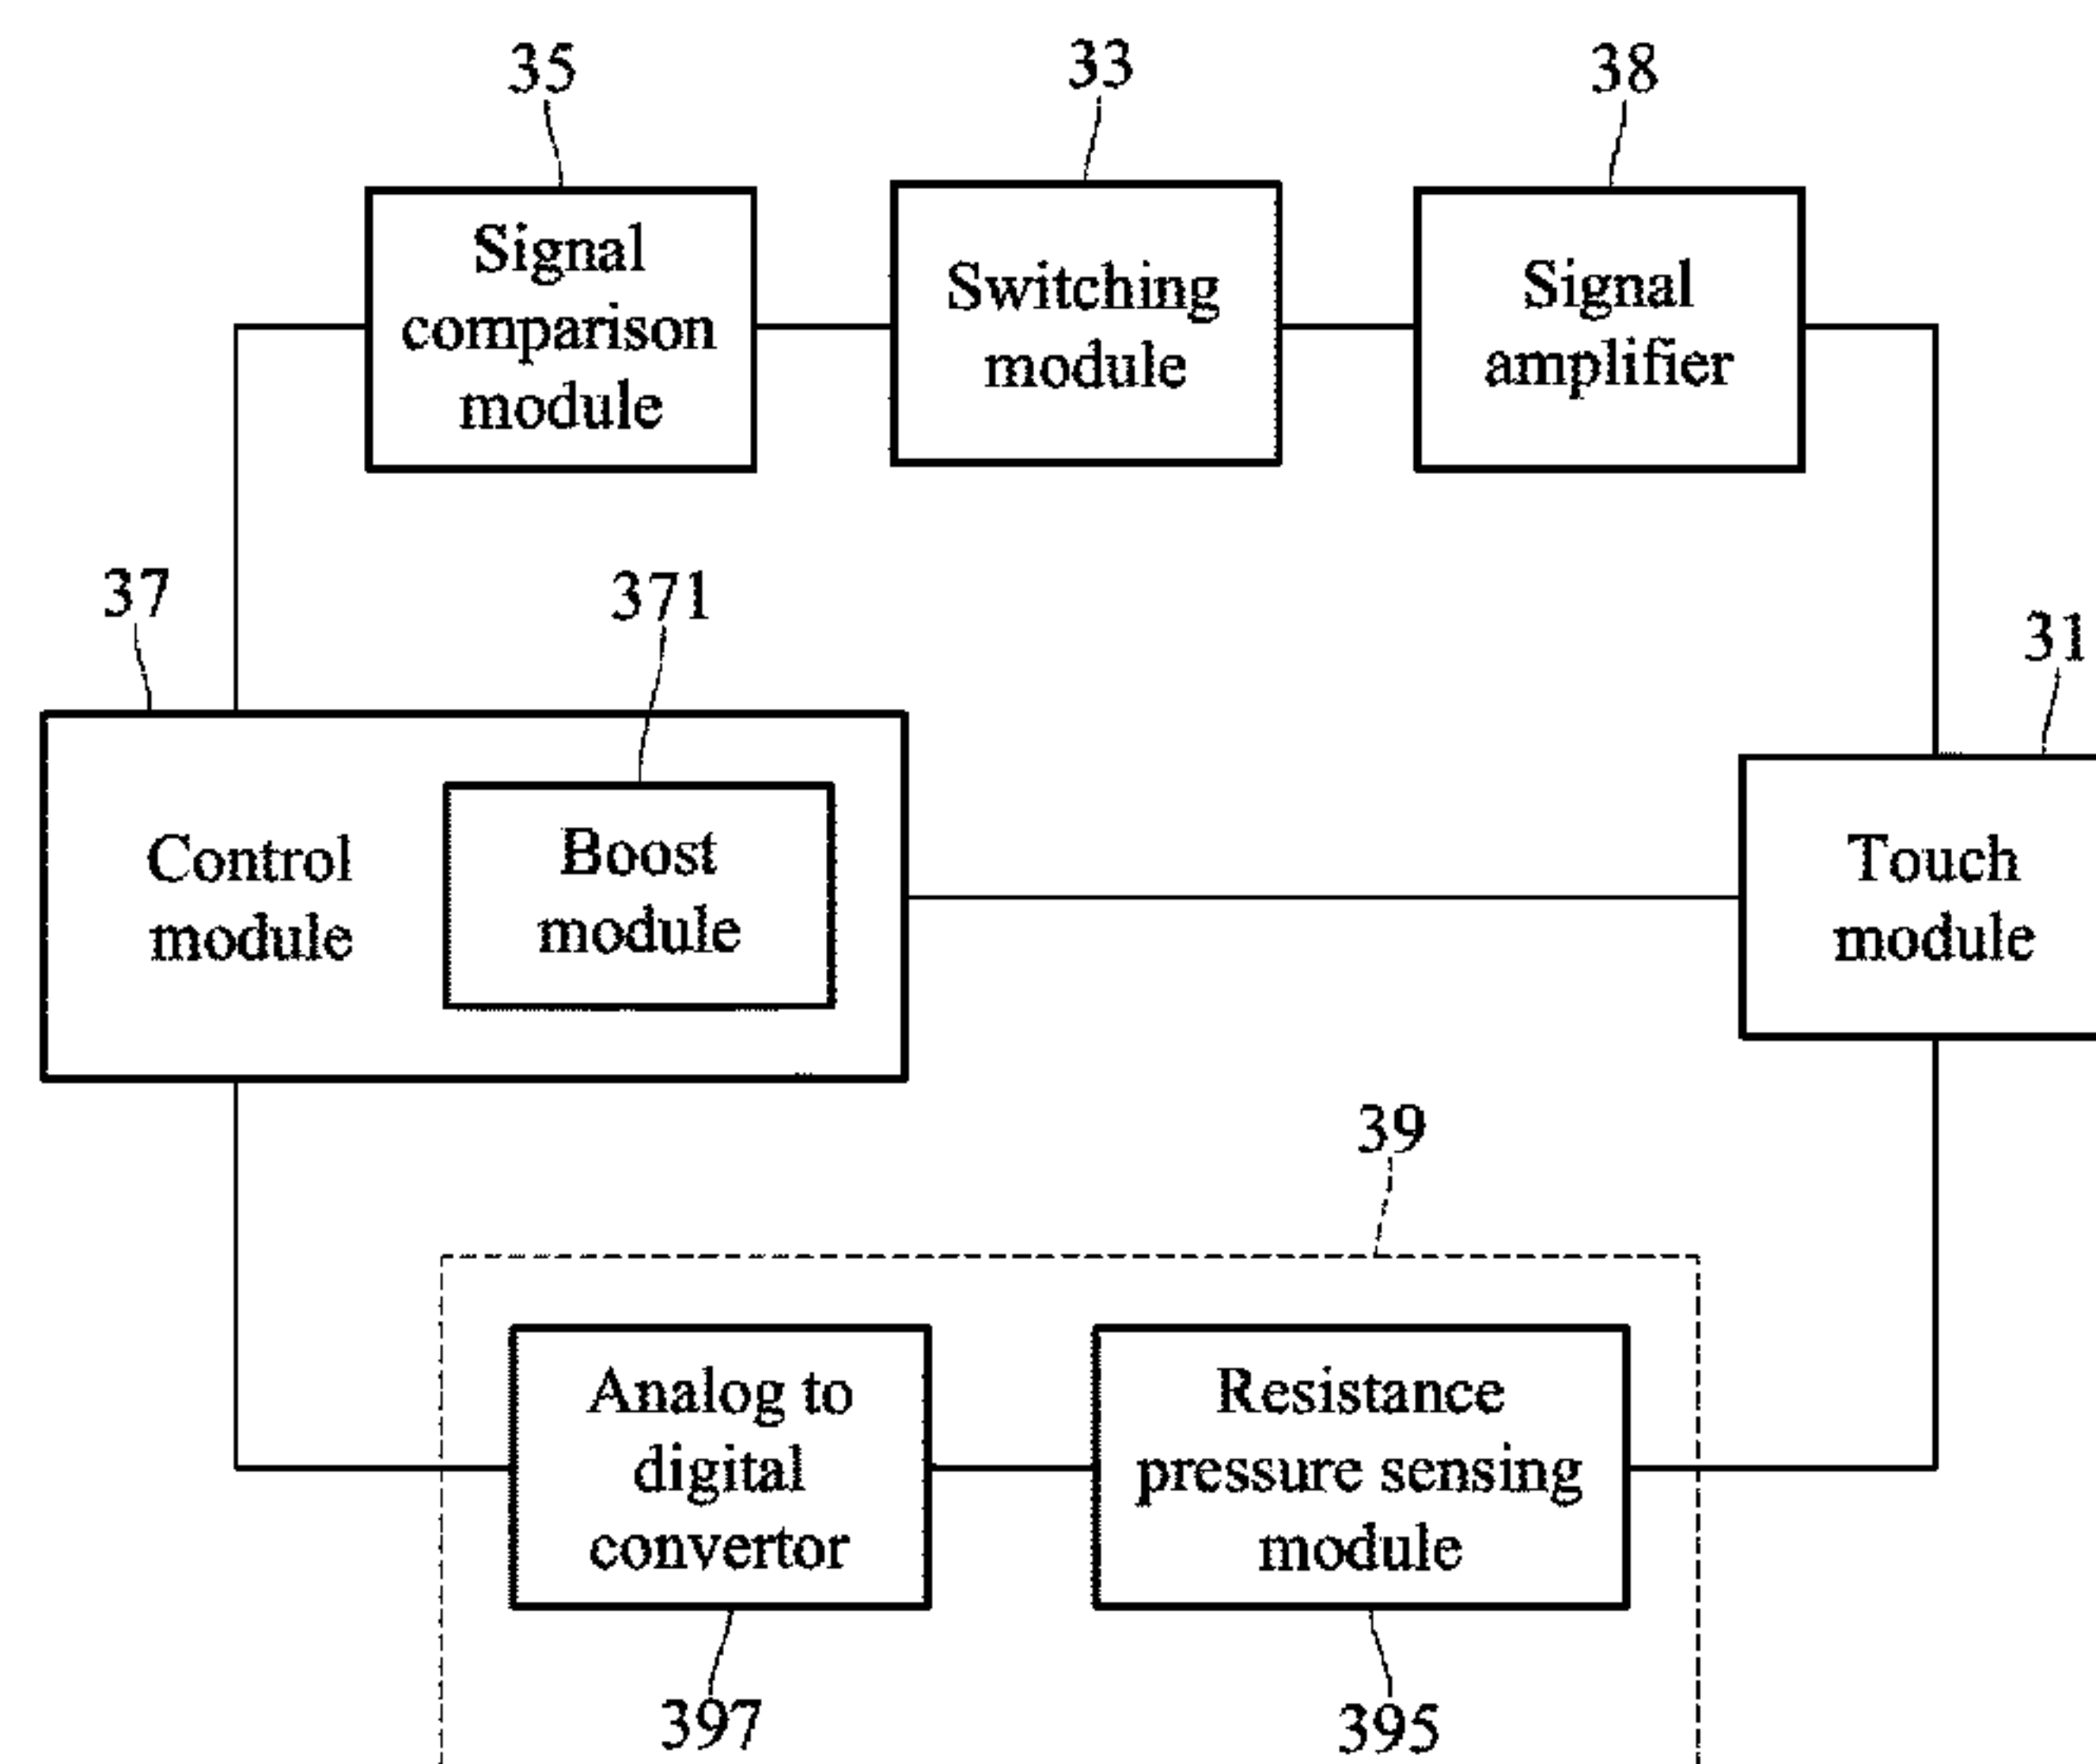 35
33
38
Signal
comparison
module
Switching
module
Signal
amplifier
37
371
31
Control
module
Boost
module
Touch
module
39
Analog to
digital
convertor
Resistance
pressure sensing
module
397
395